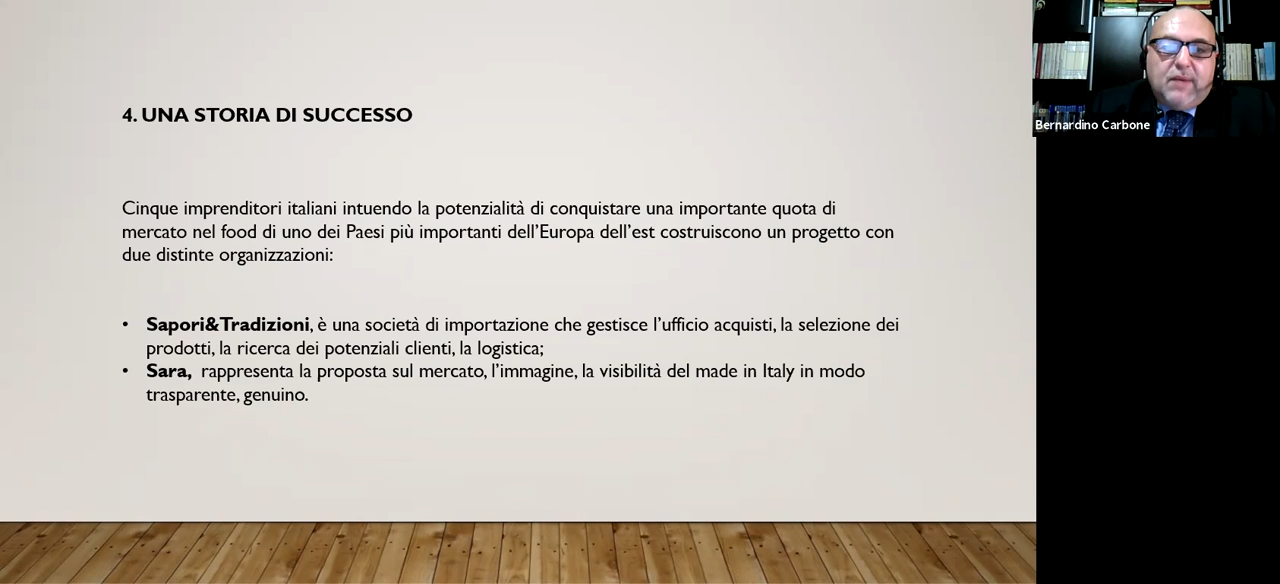 4. UNA STORIA DI SUCCESSO
Cinque imprenditori italiani intuendo la potenzialità di conquistare una importante quota di
mercato nel food di uno dei Paesi più importanti dell’Europa dell’est costruiscono un progetto con
due distinte organizzazioni:
• Sapori&Tradizioni, è una società di importazione che gestisce l’ufficio acquisti, la selezione dei
prodotti, la ricerca dei potenziali clienti, la logistica;
• Sara, rappresenta la proposta sul mercato, l’immagine, la visibilità del made in Italy in modo
trasparente, genuino.
Bernardino Carbone